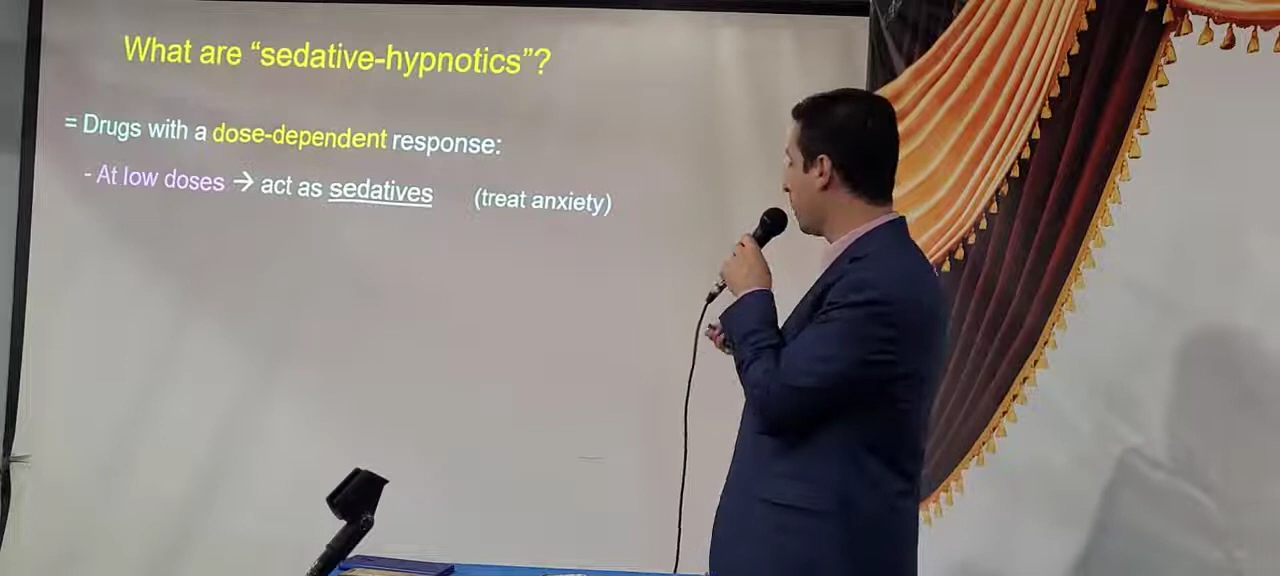 What are “sedative-hypnotics”?
= Drugs with a dose-dependent response:
- At low doses → act as sedatives (treat anxiety)